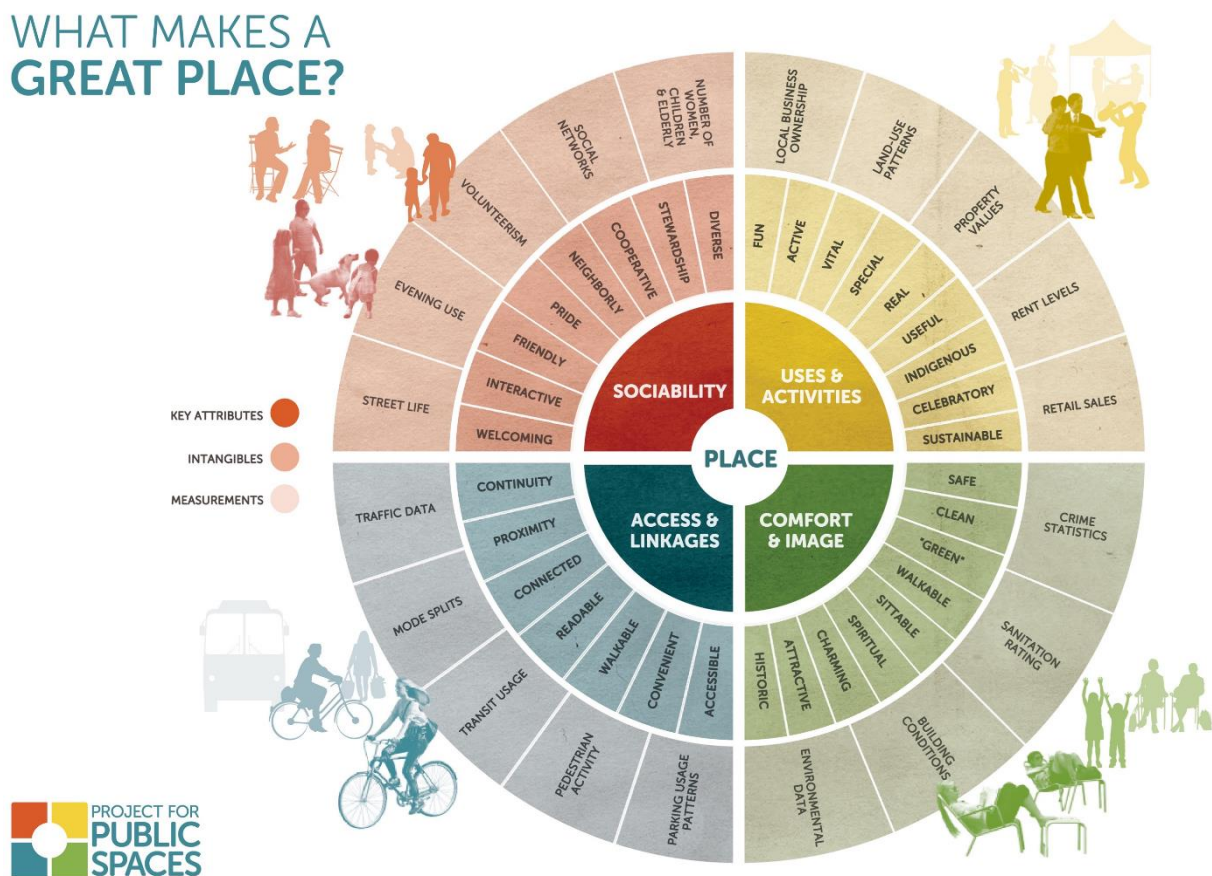 WHAT MAKES A
GREAT PLACE?
KEY ATTRIBUTES
INTANGIBLES
MEASUREMENTS
PLACE
SOCIABILITY
WELCOMING
INTERACTIVE
FRIENDLY
PRIDE
NEIGHBORLY
COOPERATIVE
STEWARDSHIP
DIVERSE
STREET LIFE
EVENING USE
VOLUNTEERISM
SOCIAL
NETWORKS
NUMBER OF
WOMEN,
CHILDREN
& ELDERLY
USES &
ACTIVITIES
FUN
ACTIVE
VITAL
SPECIAL
REAL
USEFUL
INDIGENOUS
CELEBRATORY
SUSTAINABLE
LOCAL BUSINESS
OWNERSHIP
LAND-USE
PATTERNS
PROPERTY
VALUES
RENT LEVELS
RETAIL SALES
ACCESS &
LINKAGES
CONTINUITY
PROXIMITY
CONNECTED
READABLE
WALKABLE
CONVENIENT
ACCESSIBLE
TRAFFIC DATA
MODE SPLITS
TRANSIT USAGE
PEDESTRIAN
ACTIVITY
PARKING USAGE
PATTERNS
COMFORT
& IMAGE
SAFE
CLEAN
"GREEN"
WALKABLE
SITTABLE
SPIRITUAL
CHARMING
ATTRACTIVE
HISTORIC
CRIME
STATISTICS
SANITATION
RATING
BUILDING
CONDITIONS
ENVIRONMENTAL
DATA
PROJECT FOR
PUBLIC
SPACES